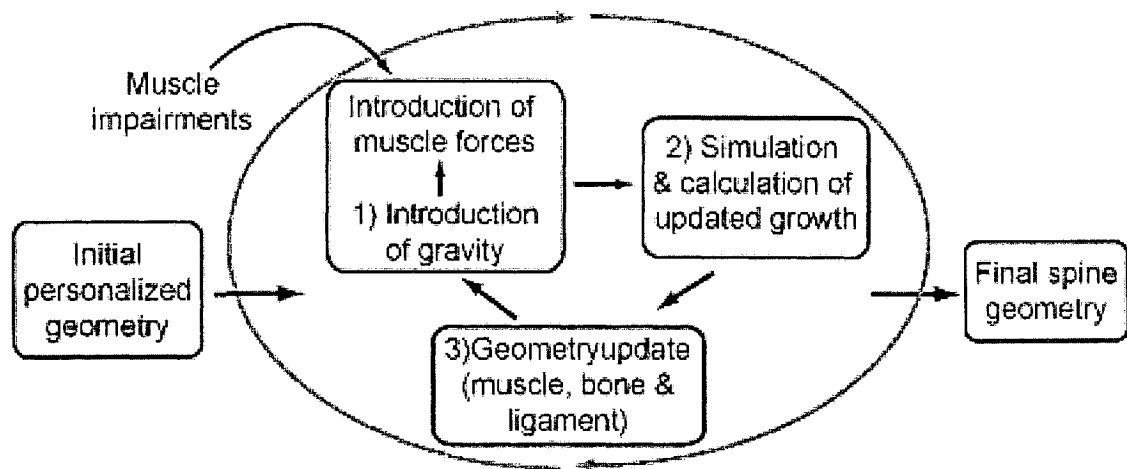 Muscle
impairments
Introduction of
muscle forces
1) Introduction
of gravity
2) Simulation
& calculation of
updated growth
Initial
personalized
geometry
3)Geometryupdate
(muscle, bone &
ligament)
Final spine
geometry